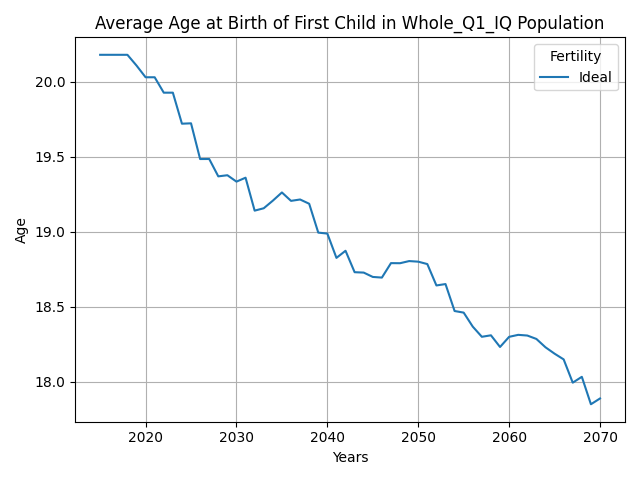 Average Age at Birth of First Child in Whole_Q1_IQ Population
Fertility
Ideal
20.0
19.5
19.0
18.5
18.0
Age
2020 2030 2040 2050 2060 2070
Years